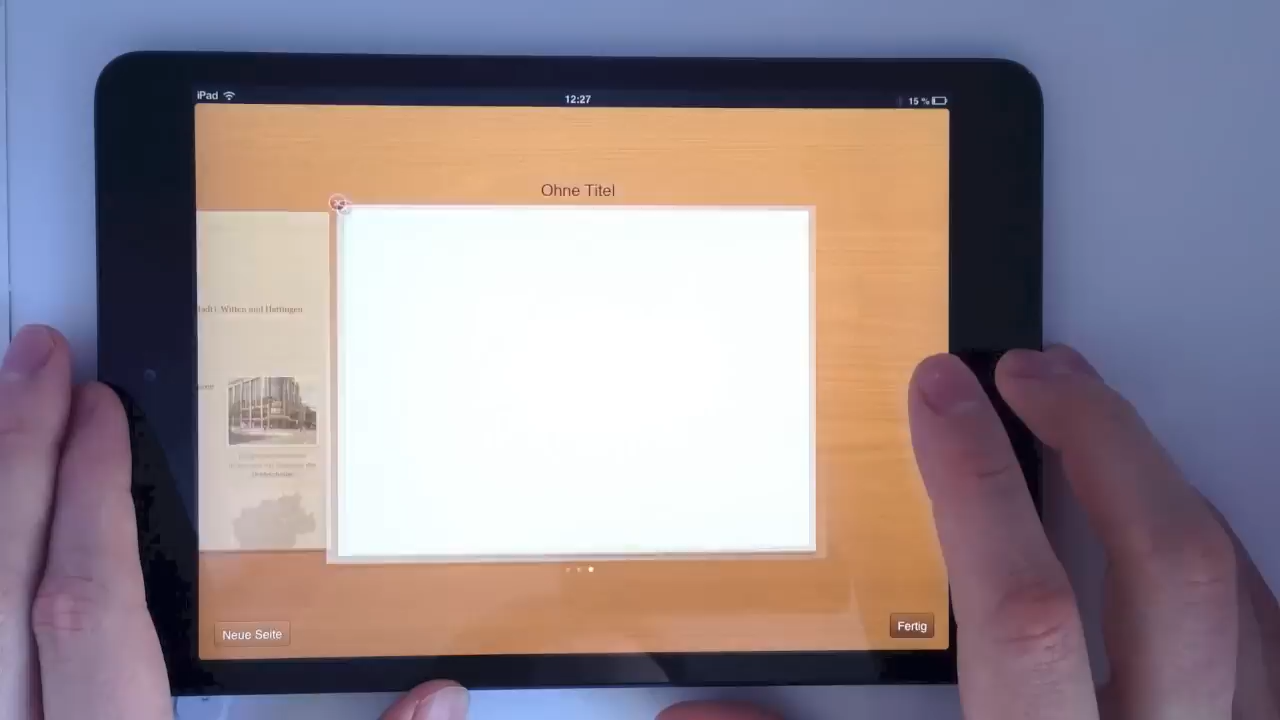 iPad
12:27
15 %
Ohne Titel
Witten und Hattingen
Neue Seite
Fertig